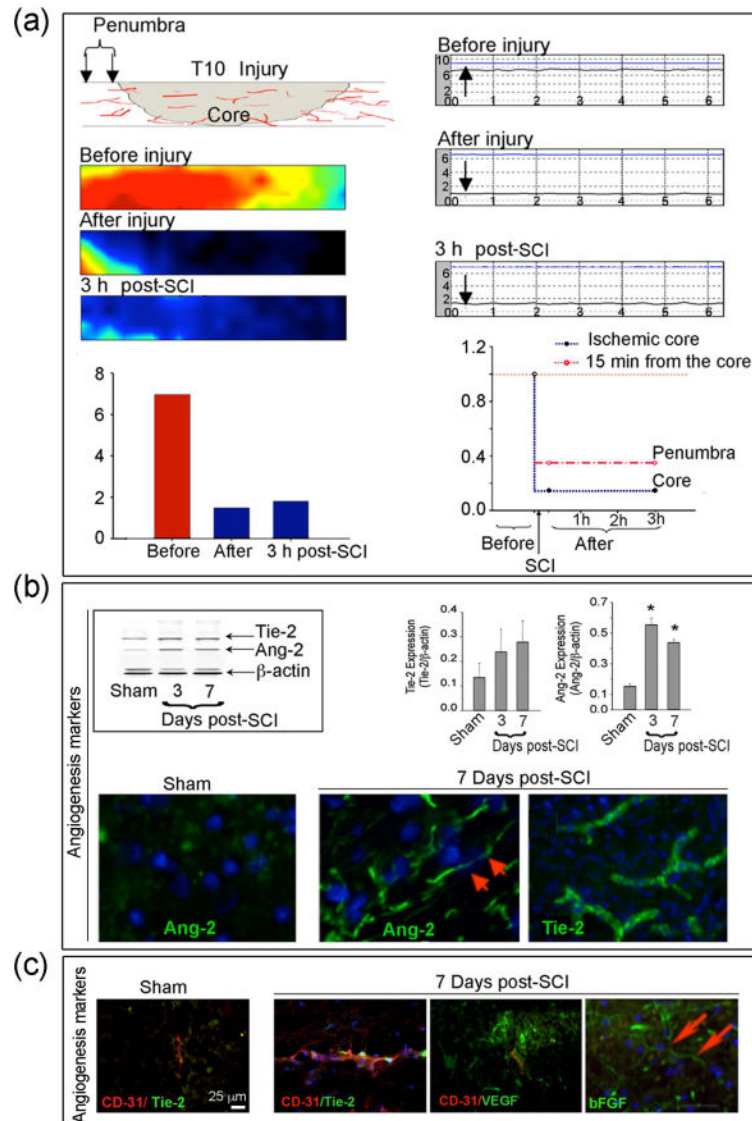 (a)
Penumbra
T10 Injury
Core
Before injury
After injury
3 h post-SCI
8
6
4
2
0
Before After 3 h post-SCI
Before injury
10
8
6
4
2
00 1 2 3 4 5 6
After injury
6
4
2
00 1 2 3 4 5 6
3 h post-SCI
6
4
2
00 1 2 3 4 5 6
Ischemic core
15 min from the core
1.2
0.8
0.4
0.0
Penumbra
Core
1h 2h 3h
Before After
SCI
(b)
Angiogenesis markers
Tie-2
Ang-2
β-actin
Sham 3 7
Days post-SCI
Tie-2 Expression
(Tie-2/β-actin)
0.4
0.3
0.2
0.1
0.0
Sham 3 7
Days post-SCI
Ang-2 Expression
(Ang-2/β-actin)
0.6
0.5
0.3
0.2
0.0
* *
Sham 3 7
Days post-SCI
Sham
7 Days post-SCI
Ang-2
Ang-2
Tie-2
(c)
Angiogenesis markers
Sham
7 Days post-SCI
CD-31/ Tie-2
25 μm
CD-31/Tie-2
CD-31/VEGF
bFGF